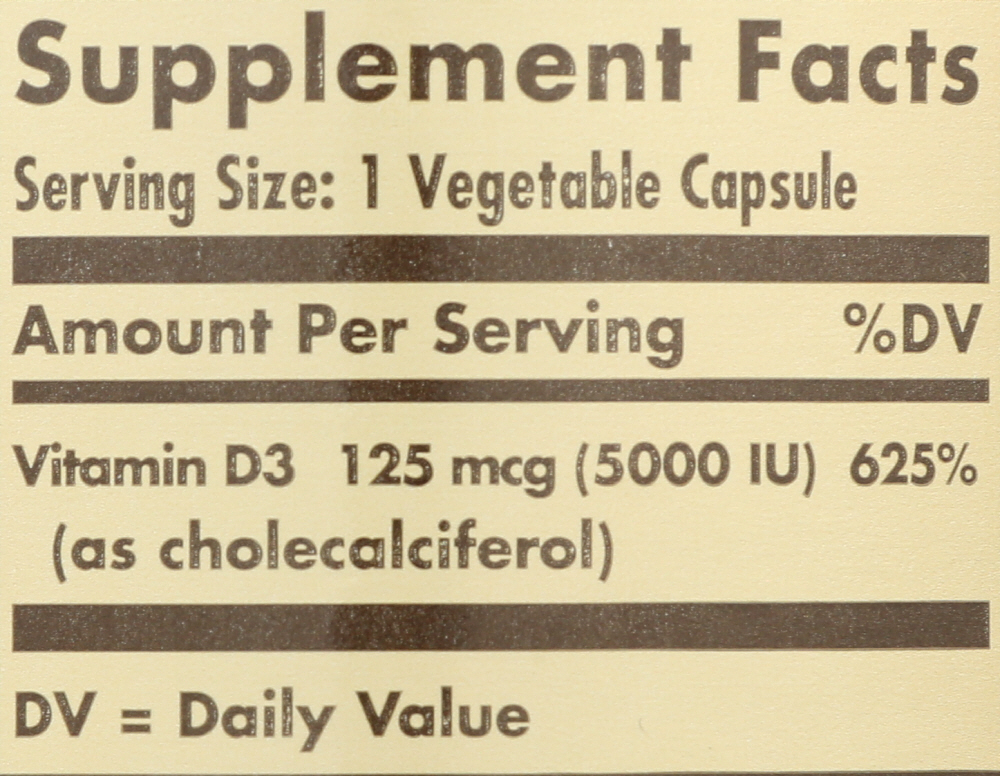 Supplement Facts
Serving Size: 1 Vegetable Capsule
Amount Per Serving %DV
Vitamin D3 125 mcg (5000 IU) 625%
(as cholecalciferol)
DV = Daily Value